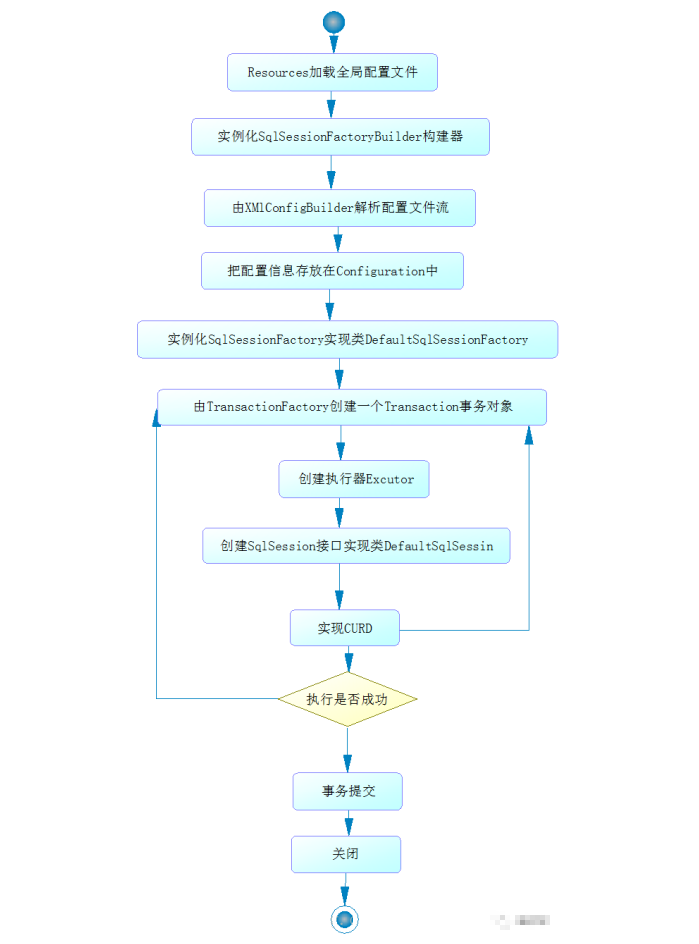 Resources加载全局配置文件
实例化SqlSessionFactoryBuilder构建器
由XMlConfigBuilder解析配置文件流
把配置信息存放在Configuration中
实例化SqlSessionFactory实现类DefaultSqlSessionFactory
由TransactionFactory创建一个Transaction事务对象
创建执行器Excutor
创建SqlSession接口实现类DefaultSqlSessin
实现CURD
执行是否成功
事务提交
关闭